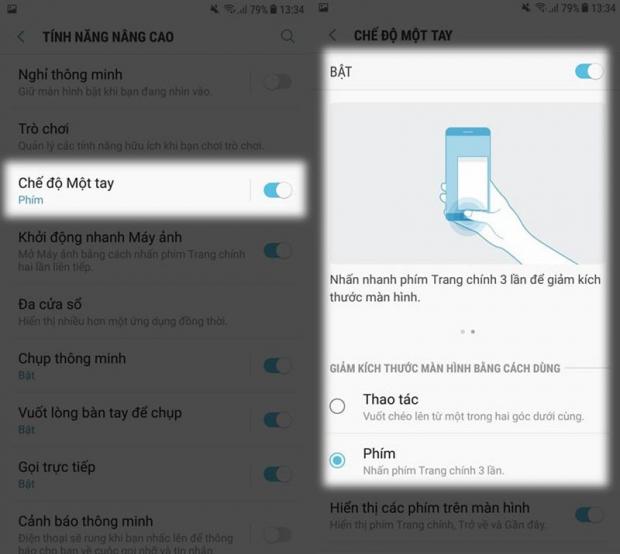 79% 13:34
TÍNH NĂNG NÂNG CAO
Nghỉ thông minh
Giữ màn hình bật khi bạn đang nhìn vào.
Trò chơi
Quản lý các tính năng hữu ích khi bạn chơi trò chơi.
Chế độ Một tay
Phím
Khởi động nhanh Máy ảnh
Mở Máy ảnh bằng cách nhấn phím Trang chính
hai lần liên tiếp.
Đa cửa sổ
Hiển thị nhiều hơn một ứng dụng đồng thời.
Chụp thông minh
Bật
Vuốt lòng bàn tay để chụp
Bật
Gọi trực tiếp
Bật
Cảnh báo thông minh
Điện thoại sẽ rung khi bạn nhấc lên để thông
báo cho bạn về cuộc gọi nhỡ và tin nhắn
79% 13:34
CHẾ ĐỘ MỘT TAY
BẬT
Nhấn nhanh phím Trang chính 3 lần để giảm kích
thước màn hình.
GIẢM KÍCH THƯỚC MÀN HÌNH BẰNG CÁCH DÙNG
Thao tác
Vuốt chéo lên từ một trong hai góc dưới cùng.
Phím
Nhấn phím Trang chính 3 lần.
Hiển thị các phím trên màn hình
Hiển thị phím Trang chính, Trở về và Gần đây.